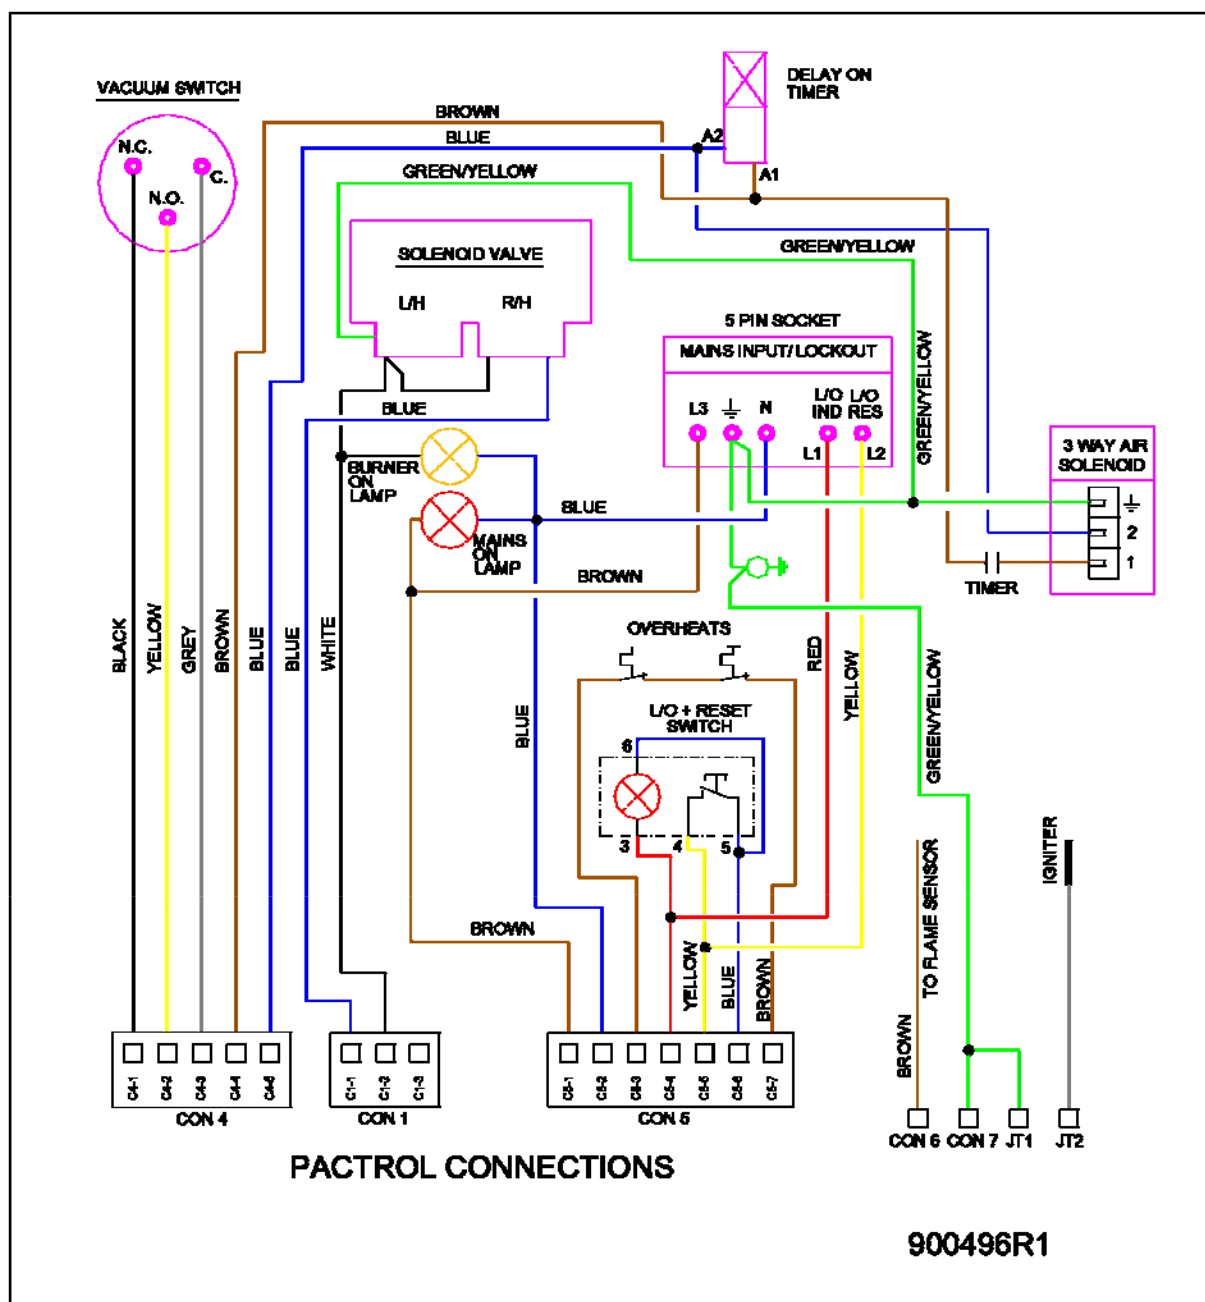 VACUUM SWITCH
N.C.
C.
N.O.
BROWN
BLUE
GREEN/YELLOW
DELAY ON
TIMER
A2
A1
GREEN/YELLOW
SOLENOID VALVE
L/H
R/H
BLUE
5 PIN SOCKET
MAINS INPUT/LOCKOUT
L3
N
L/O
IND
L/O
RES
L1
L2
GREEN/YELLOW
3 WAY AIR
SOLENOID
2
1
TIMER
BURNER
ON
LAMP
MAINS
ON
LAMP
BLUE
BROWN
BLACK
YELLOW
GREY
BROWN
BLUE
BLUE
WHITE
BLUE
OVERHEATS
RED
YELLOW
GREEN/YELLOW
L/O + RESET
SWITCH
6
3
4
5
BROWN
YELLOW
BLUE
BROWN
TO FLAME SENSOR
BROWN
IGNITER
C4-1
C4-2
C4-3
C4-4
C4-5
CON 4
C1-1
C1-2
C1-3
CON 1
C5-1
C5-2
C5-3
C5-4
C5-5
C5-6
C5-7
CON 5
CON 6
CON 7
JT1
JT2
PACTROL CONNECTIONS
900496R1